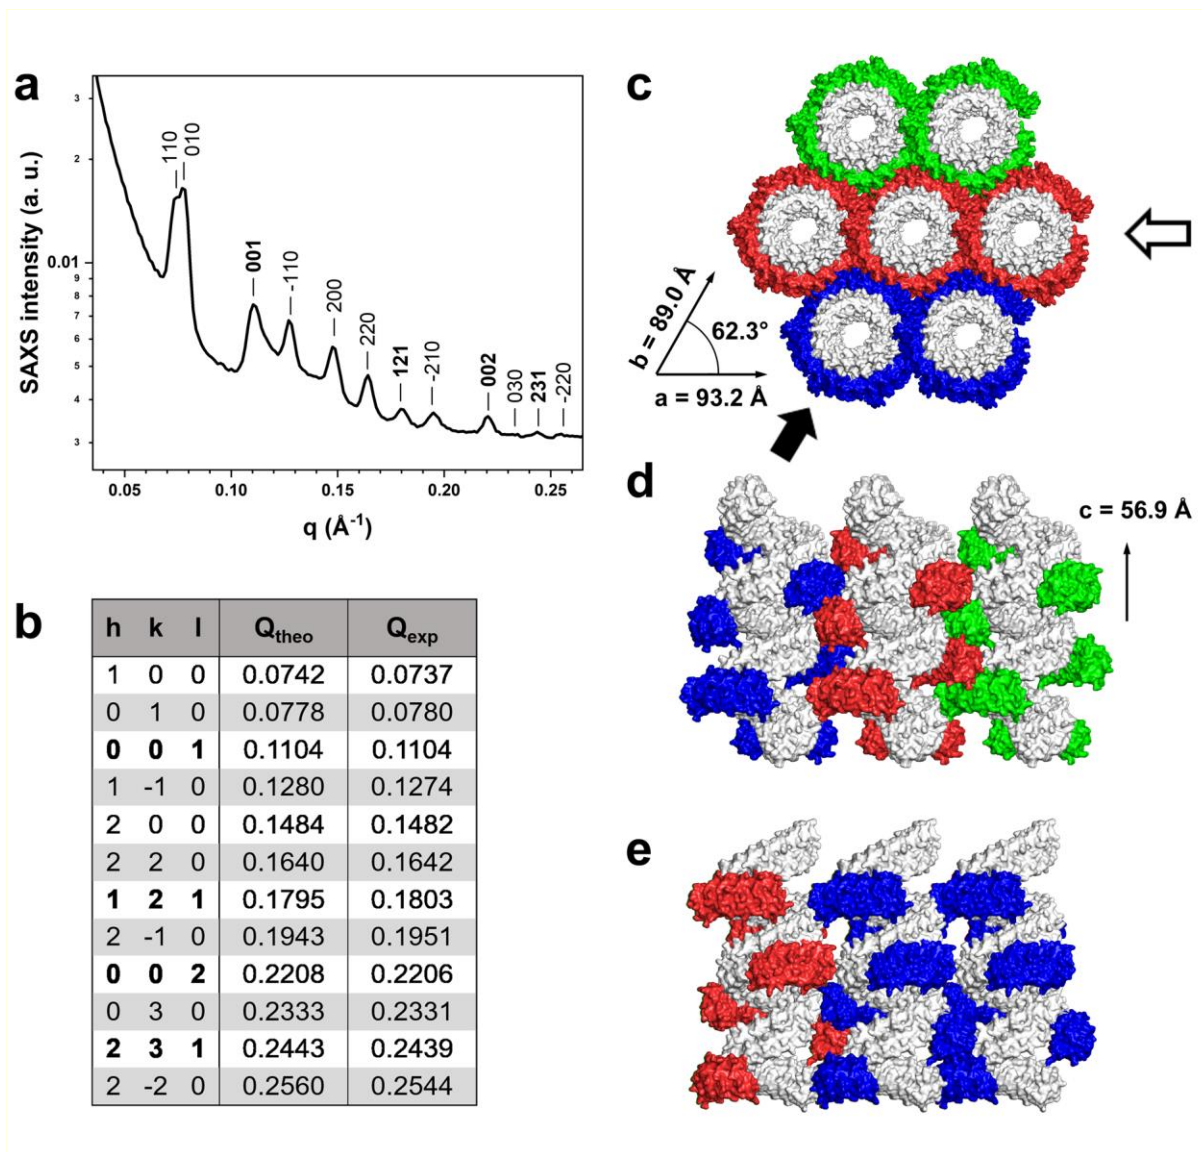 a
SAXS intensity (a. u.)
3
2
0.01
9
8
7
6
5
4
3
110
010
001
-110
200
220
121
-210
002
030
231
-220
0.05 0.10 0.15 0.20 0.25
q (Å-1)
b
h k l Qtheo Qexp
1 0 0 0.0742 0.0737
0 1 0 0.0778 0.0780
0 0 1 0.1104 0.1104
1 -1 0 0.1280 0.1274
2 0 0 0.1484 0.1482
2 2 0 0.1640 0.1642
1 2 1 0.1795 0.1803
2 -1 0 0.1943 0.1951
0 0 2 0.2208 0.2206
0 3 0 0.2333 0.2331
2 3 1 0.2443 0.2439
2 -2 0 0.2560 0.2544
c
b = 89.0 Å
62.3°
a = 93.2 Å
d
c = 56.9 Å
e